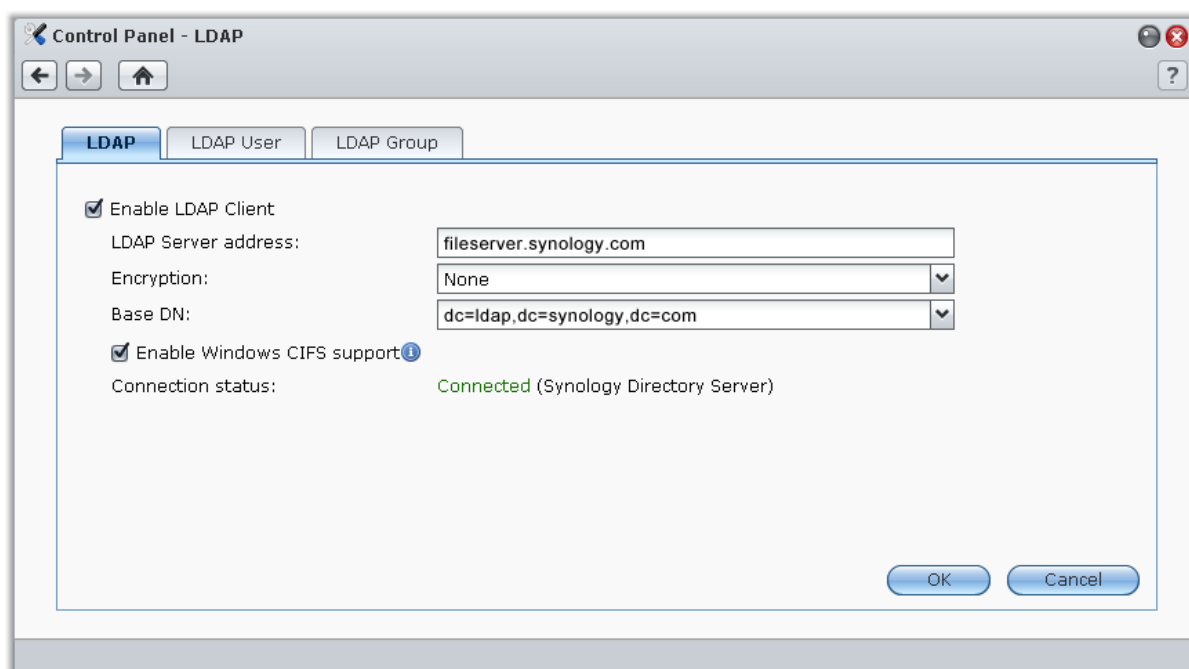 Control Panel - LDAP
?
LDAP LDAP User LDAP Group
Enable LDAP Client
LDAP Server address: fileserver.synology.com
Encryption: None
Base DN: dc=ldap,dc=synology,dc=com
Enable Windows CIFS support
Connection status: Connected (Synology Directory Server)
OK Cancel